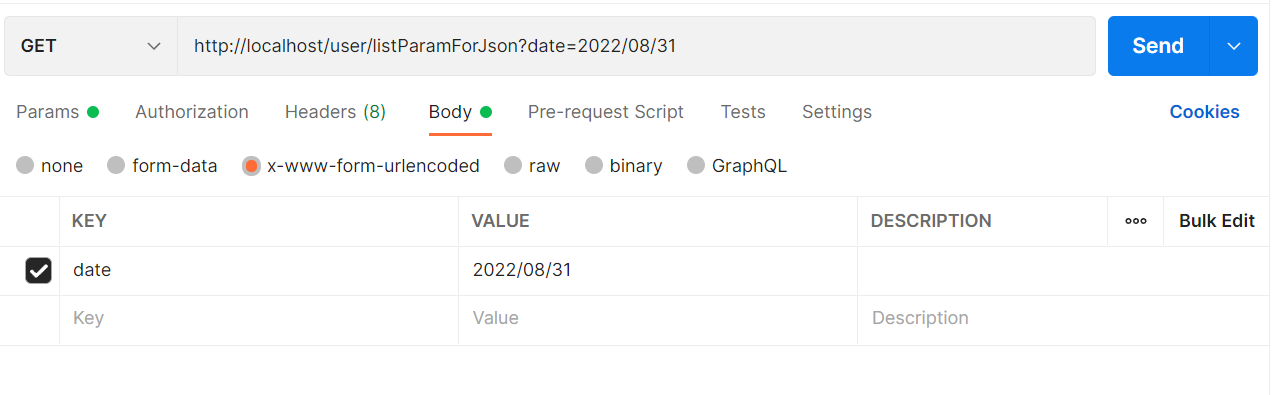 GET http://localhost/user/listParamForJson?date=2022/08/31 Send
Params Authorization Headers (8) Body Pre-request Script Tests Settings Cookies
none form-data x-www-form-urlencoded raw binary GraphQL
KEY VALUE DESCRIPTION ooo Bulk Edit
date 2022/08/31
Key Value Description